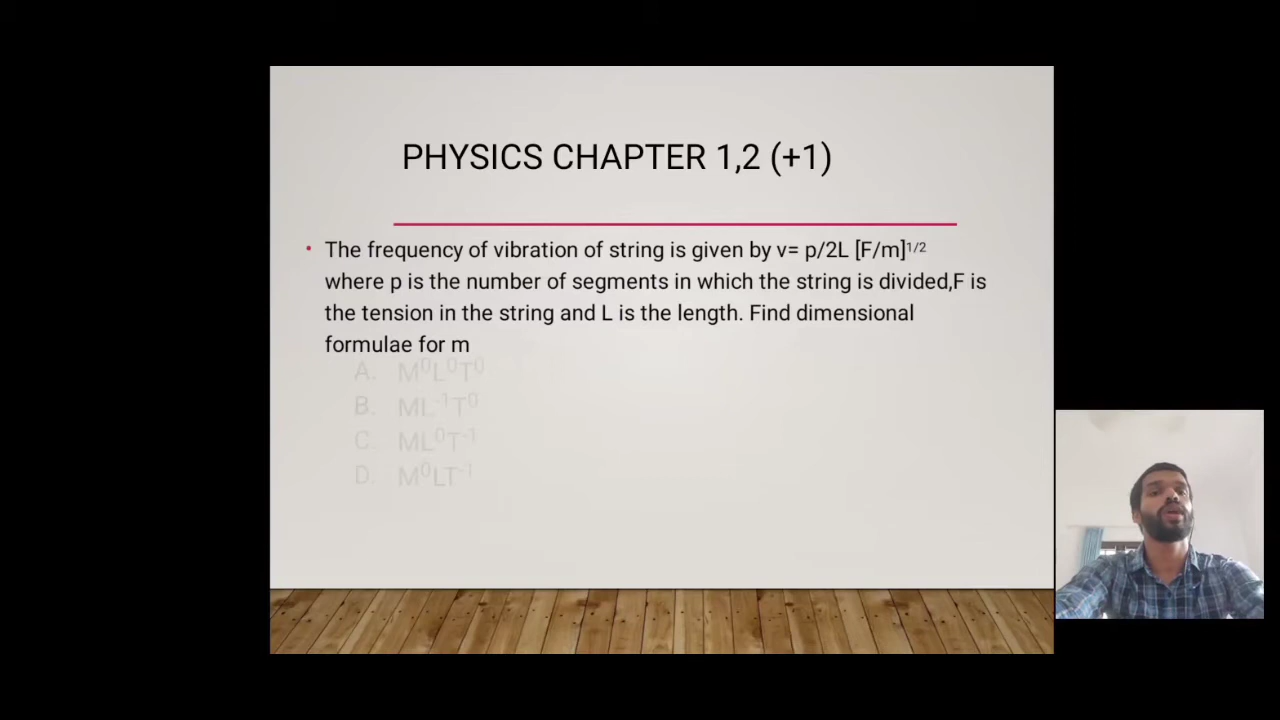 PHYSICS CHAPTER 1,2 (+1)
• The frequency of vibration of string is given by v= p/2L [F/m]¹/²
where p is the number of segments in which the string is divided,F is
the tension in the string and L is the length. Find dimensional
formulae for m
A. M⁰L⁰T⁰
B. ML⁻¹T⁰
C. ML⁰T⁻¹
D. M⁰LT⁻¹